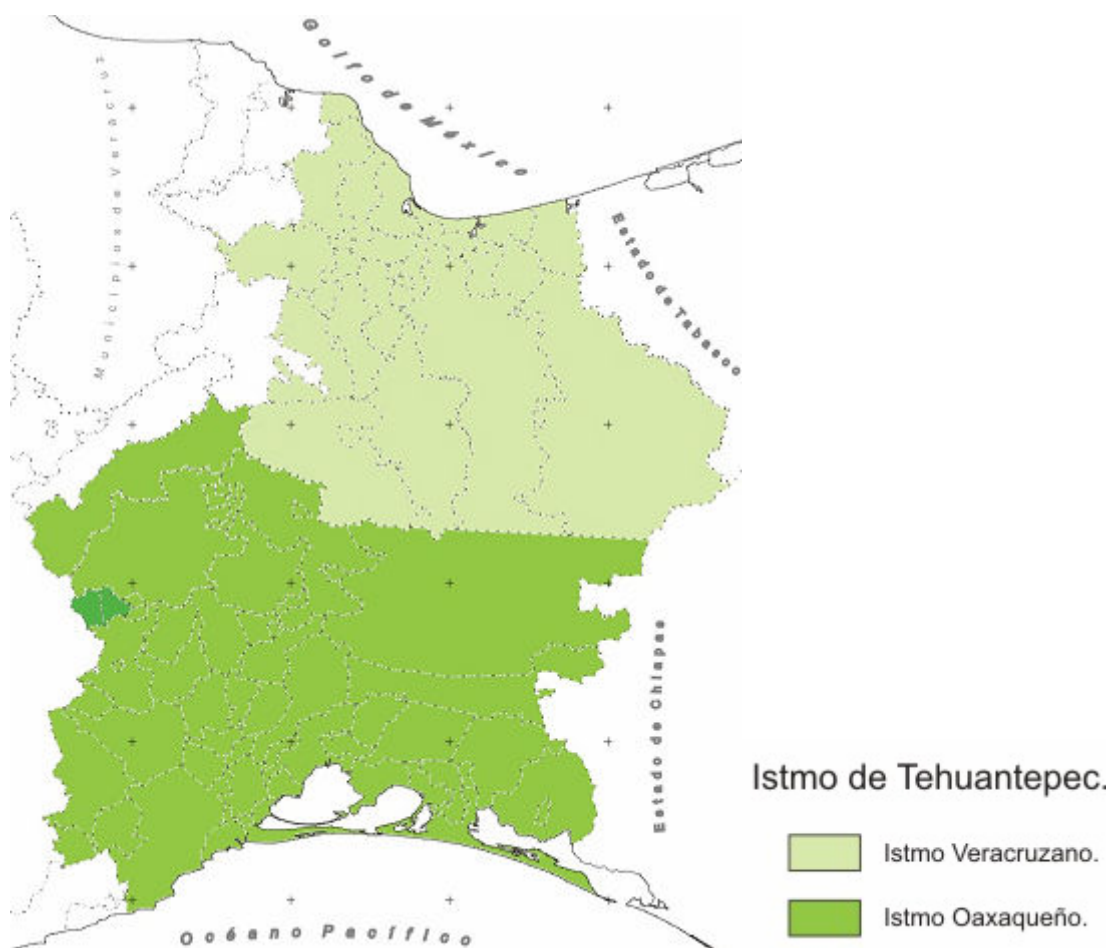 Golfo de México
Municipios de Veracruz
Estado de Tabasco
Estado de Chiapas
Istmo de Tehuantepec.
Istmo Veracruzano.
Istmo Oaxaqueño.
Océano Pacífico